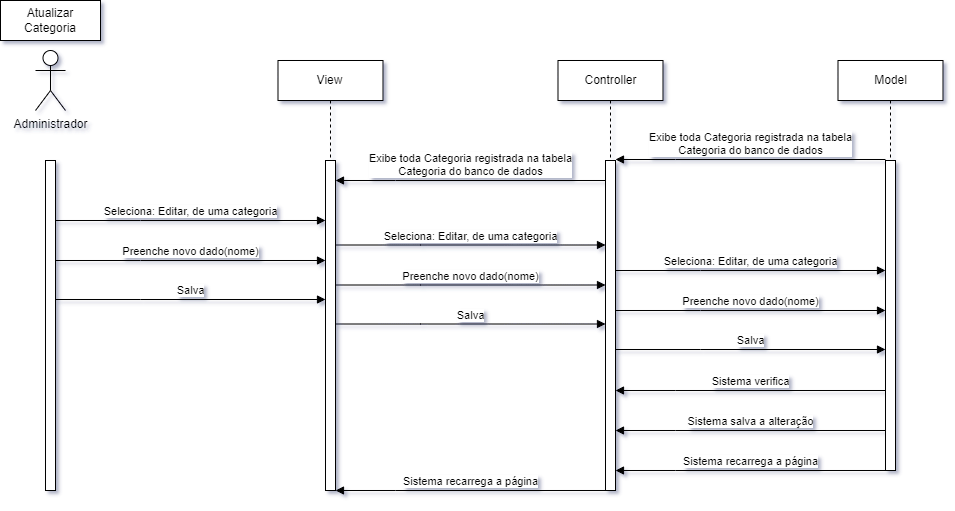 Atualizar
Categoria
Administrador
View
Controller
Model
Exibe toda Categoria registrada na tabela
Categoria do banco de dados
Exibe toda Categoria registrada na tabela
Categoria do banco de dados
Seleciona: Editar, de uma categoria
Seleciona: Editar, de uma categoria
Preenche novo dado(nome)
Seleciona: Editar, de uma categoria
Preenche novo dado(nome)
Salva
Preenche novo dado(nome)
Salva
Salva
Sistema verifica
Sistema salva a alteração
Sistema recarrega a página
Sistema recarrega a página